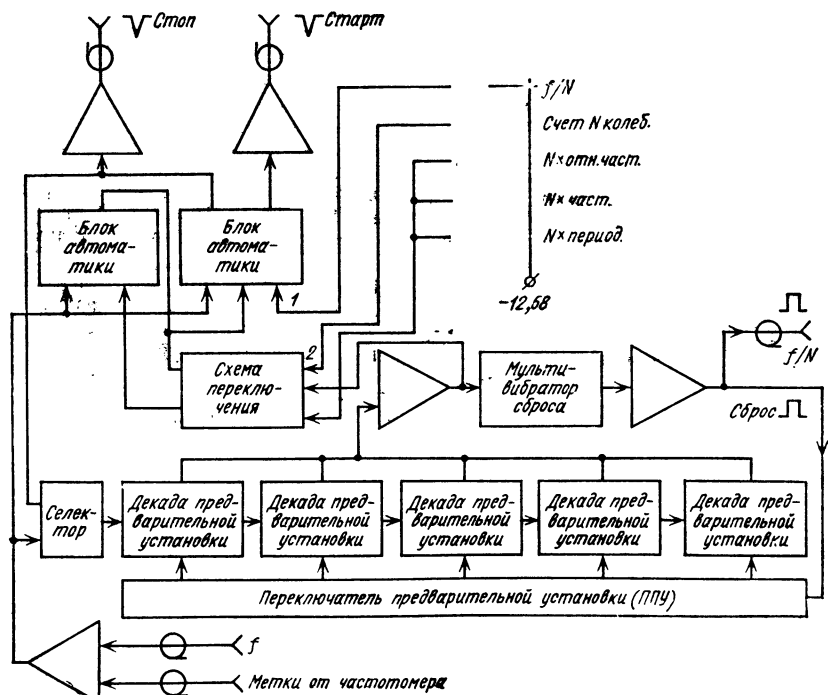 Стоп
Старт
f/N
Счет N колеб.
N× отн. част.
N× част.
N× период.
-12,6В
Блок
автома-
тики
Блок
автома-
тики
1
2
Схема
переклю-
чения
Мульти-
вибратор
сброса
f/N
Сброс
Селек-
тор
Декада пред-
варительной
установки
Декада пред-
варительной
установки
Декада пред-
варительной
установки
Декада пред-
варительной
установки
Декада пред-
варительной
установки
Переключатель предварительной установки (ППУ)
f
Метки от частотомера